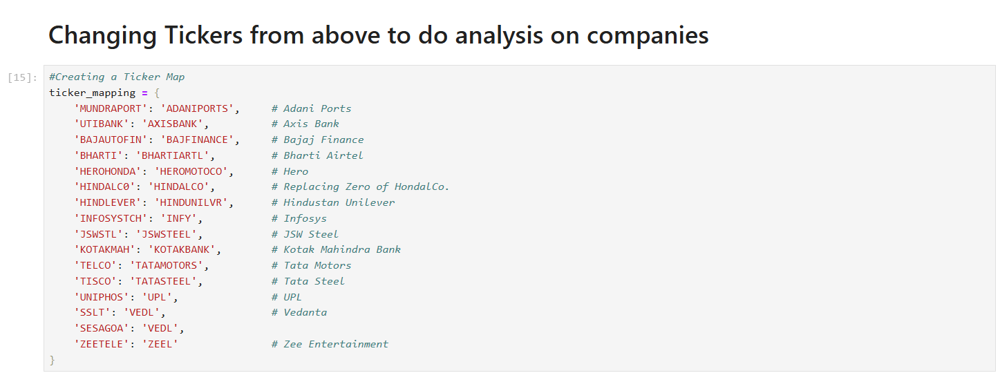 Changing Tickers from above to do analysis on companies
[15]:
#Creating a Ticker Map
ticker_mapping = {
    'MUNDRAPORT': 'ADANIPORTS',     # Adani Ports
    'UTIBANK': 'AXISBANK',          # Axis Bank
    'BAJAUTOFIN': 'BAJFINANCE',     # Bajaj Finance
    'BHARTI': 'BHARTIARTL',         # Bharti Airtel
    'HEROHONDA': 'HEROMOTOCO',      # Hero
    'HINDALC0': 'HINDALCO',         # Replacing Zero of HondalCo.
    'HINDLEVER': 'HINDUNILVR',      # Hindustan Unilever
    'INFOSYSTCH': 'INFY',           # Infosys
    'JSWSTL': 'JSWSTEEL',           # JSW Steel
    'KOTAKMAH': 'KOTAKBANK',        # Kotak Mahindra Bank
    'TELCO': 'TATAMOTORS',          # Tata Motors
    'TISCO': 'TATASTEEL',           # Tata Steel
    'UNIPHOS': 'UPL',               # UPL
    'SSLT': 'VEDL',                 # Vedanta
    'SESAGOA': 'VEDL',
    'ZEETELE': 'ZEEL'               # Zee Entertainment
}